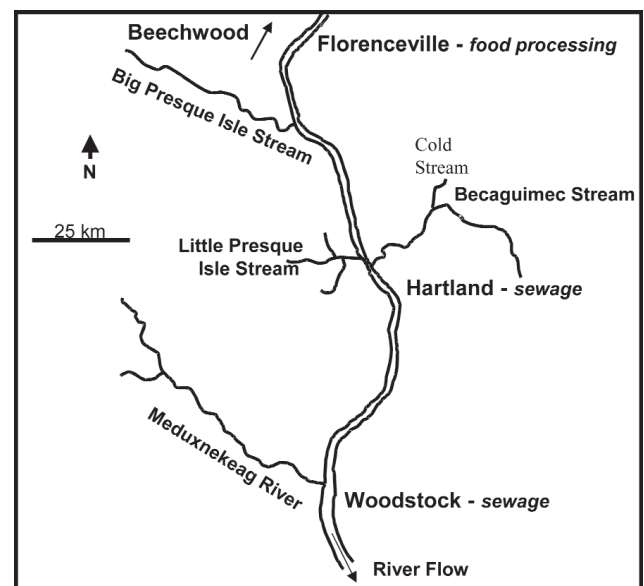 Beechwood
Florenceville - food processing
Big Presque Isle Stream
Cold
Stream
N
Becaguimec Stream
25 km
Little Presque
Isle Stream
Hartland - sewage
Meduxnekeag River
Woodstock - sewage
River Flow